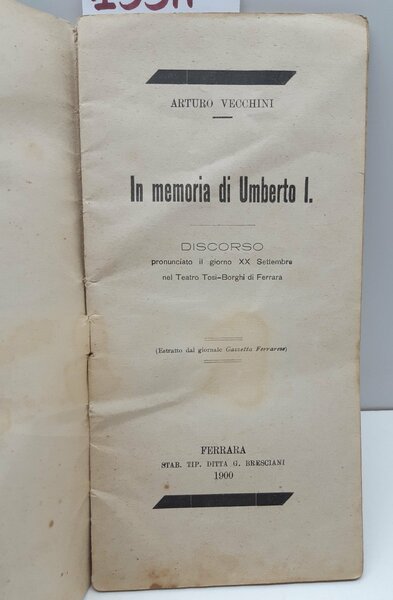 ARTURO VECCHINI
In memoria di Umberto I.
DISCORSO
pronunciato il giorno XX Settembre
nel Teatro Tosi-Borghi di Ferrara
(Estratto dal giornale Gazzetta Ferrarese)
FERRARA
STAB. TIP. DITTA G. BRESCIANI
1900